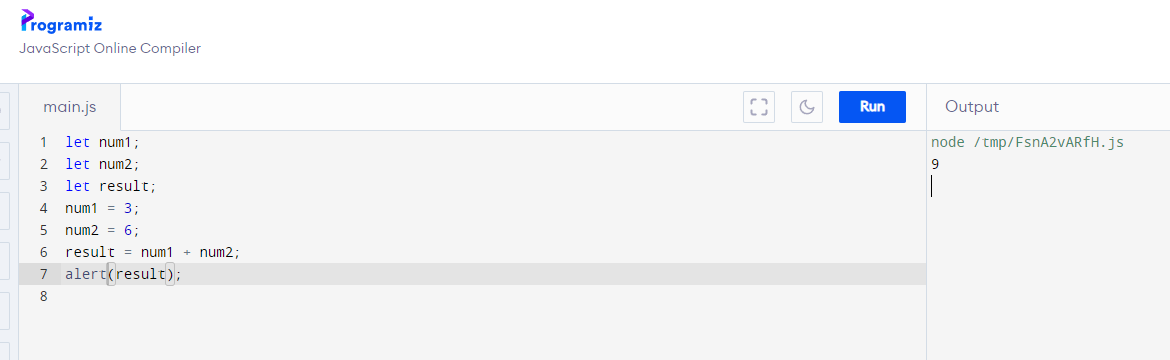 Programiz
JavaScript Online Compiler
main.js
Run
Output
1 let num1;
2 let num2;
3 let result;
4 num1 = 3;
5 num2 = 6;
6 result = num1 + num2;
7 alert(result);
8
node /tmp/FsnA2vARfH.js
9